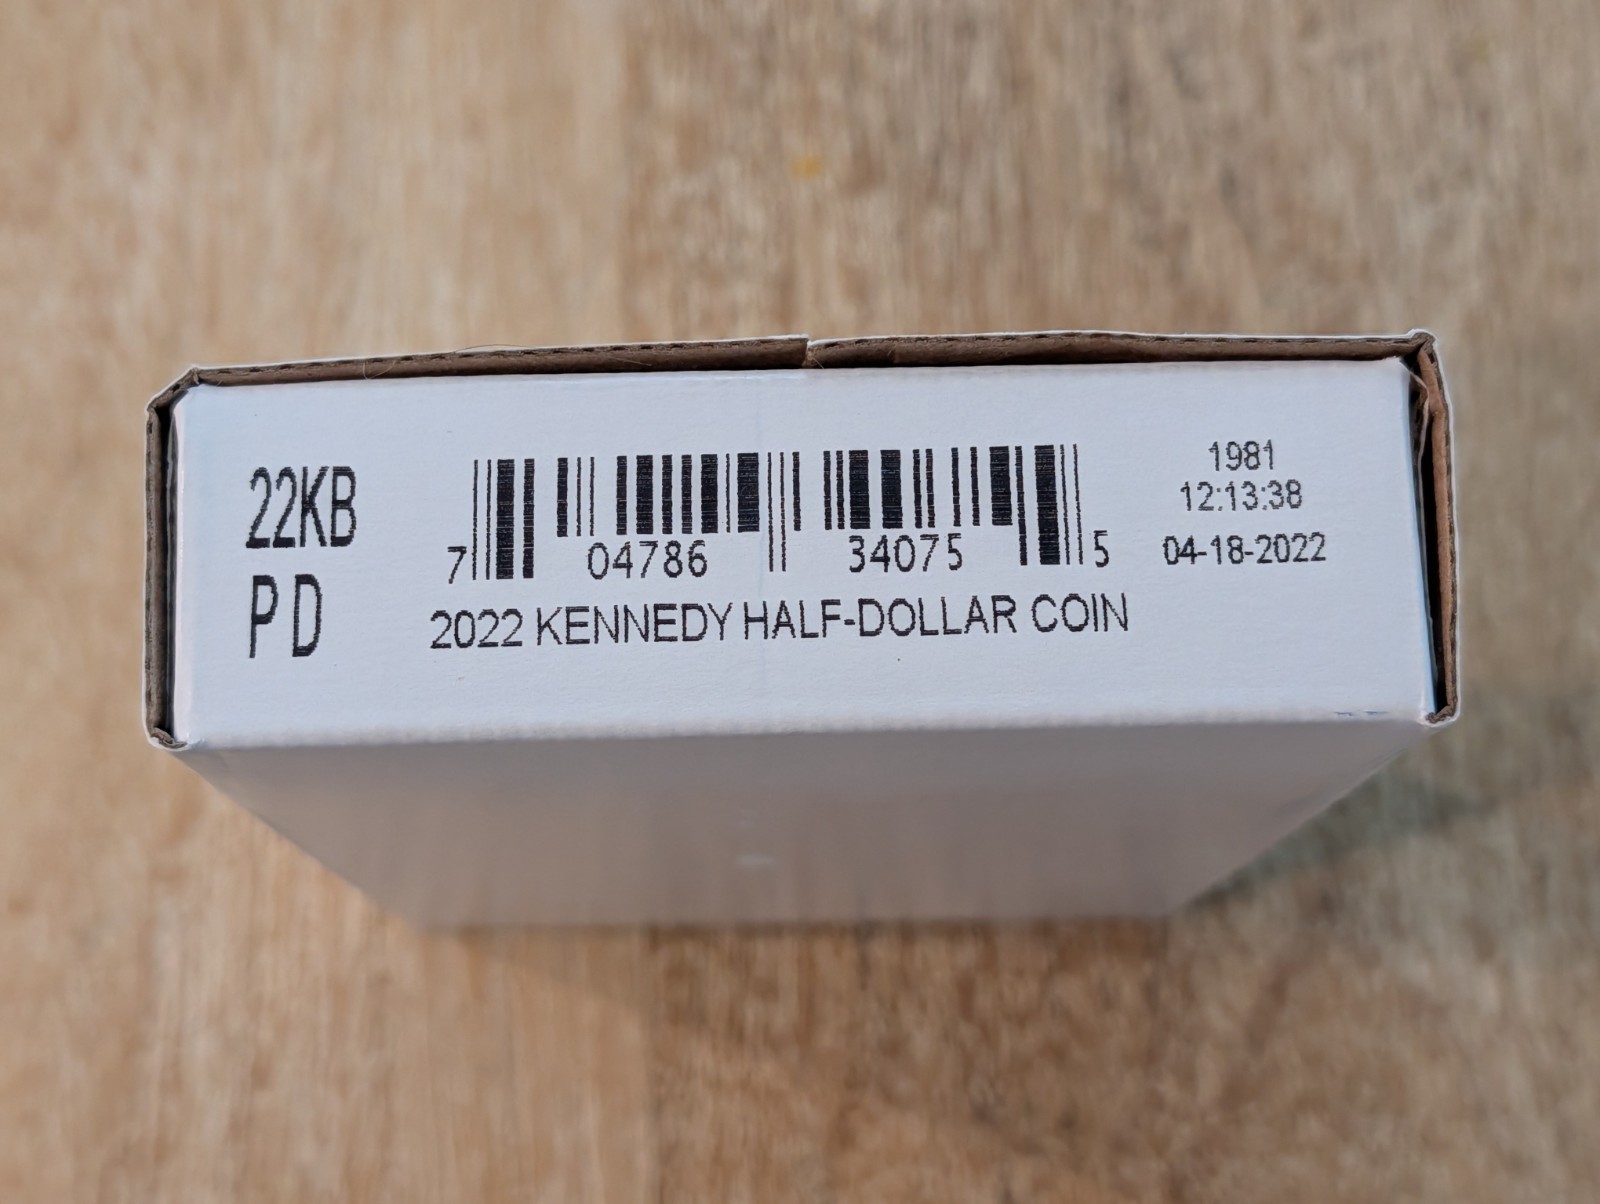 22KB
P D
7 04786 34075 5
2022 KENNEDY HALF-DOLLAR COIN
1981
12:13:38
04-18-2022